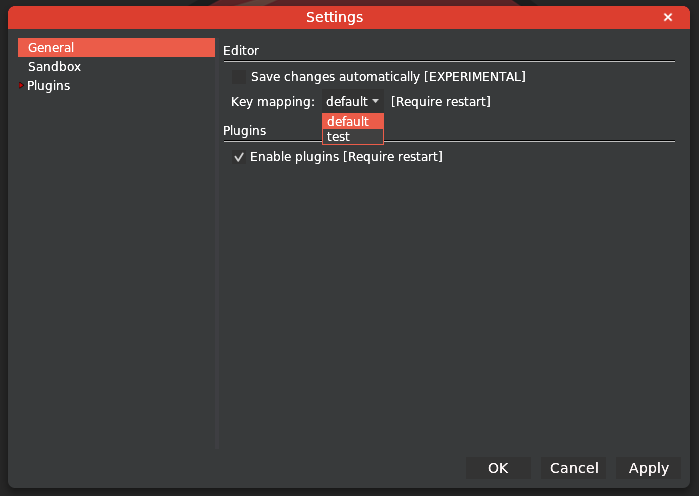 Settings
General
Sandbox
Plugins
Editor
Save changes automatically [EXPERIMENTAL]
Key mapping: default [Require restart]
default
test
Plugins
Enable plugins [Require restart]
OK Cancel Apply